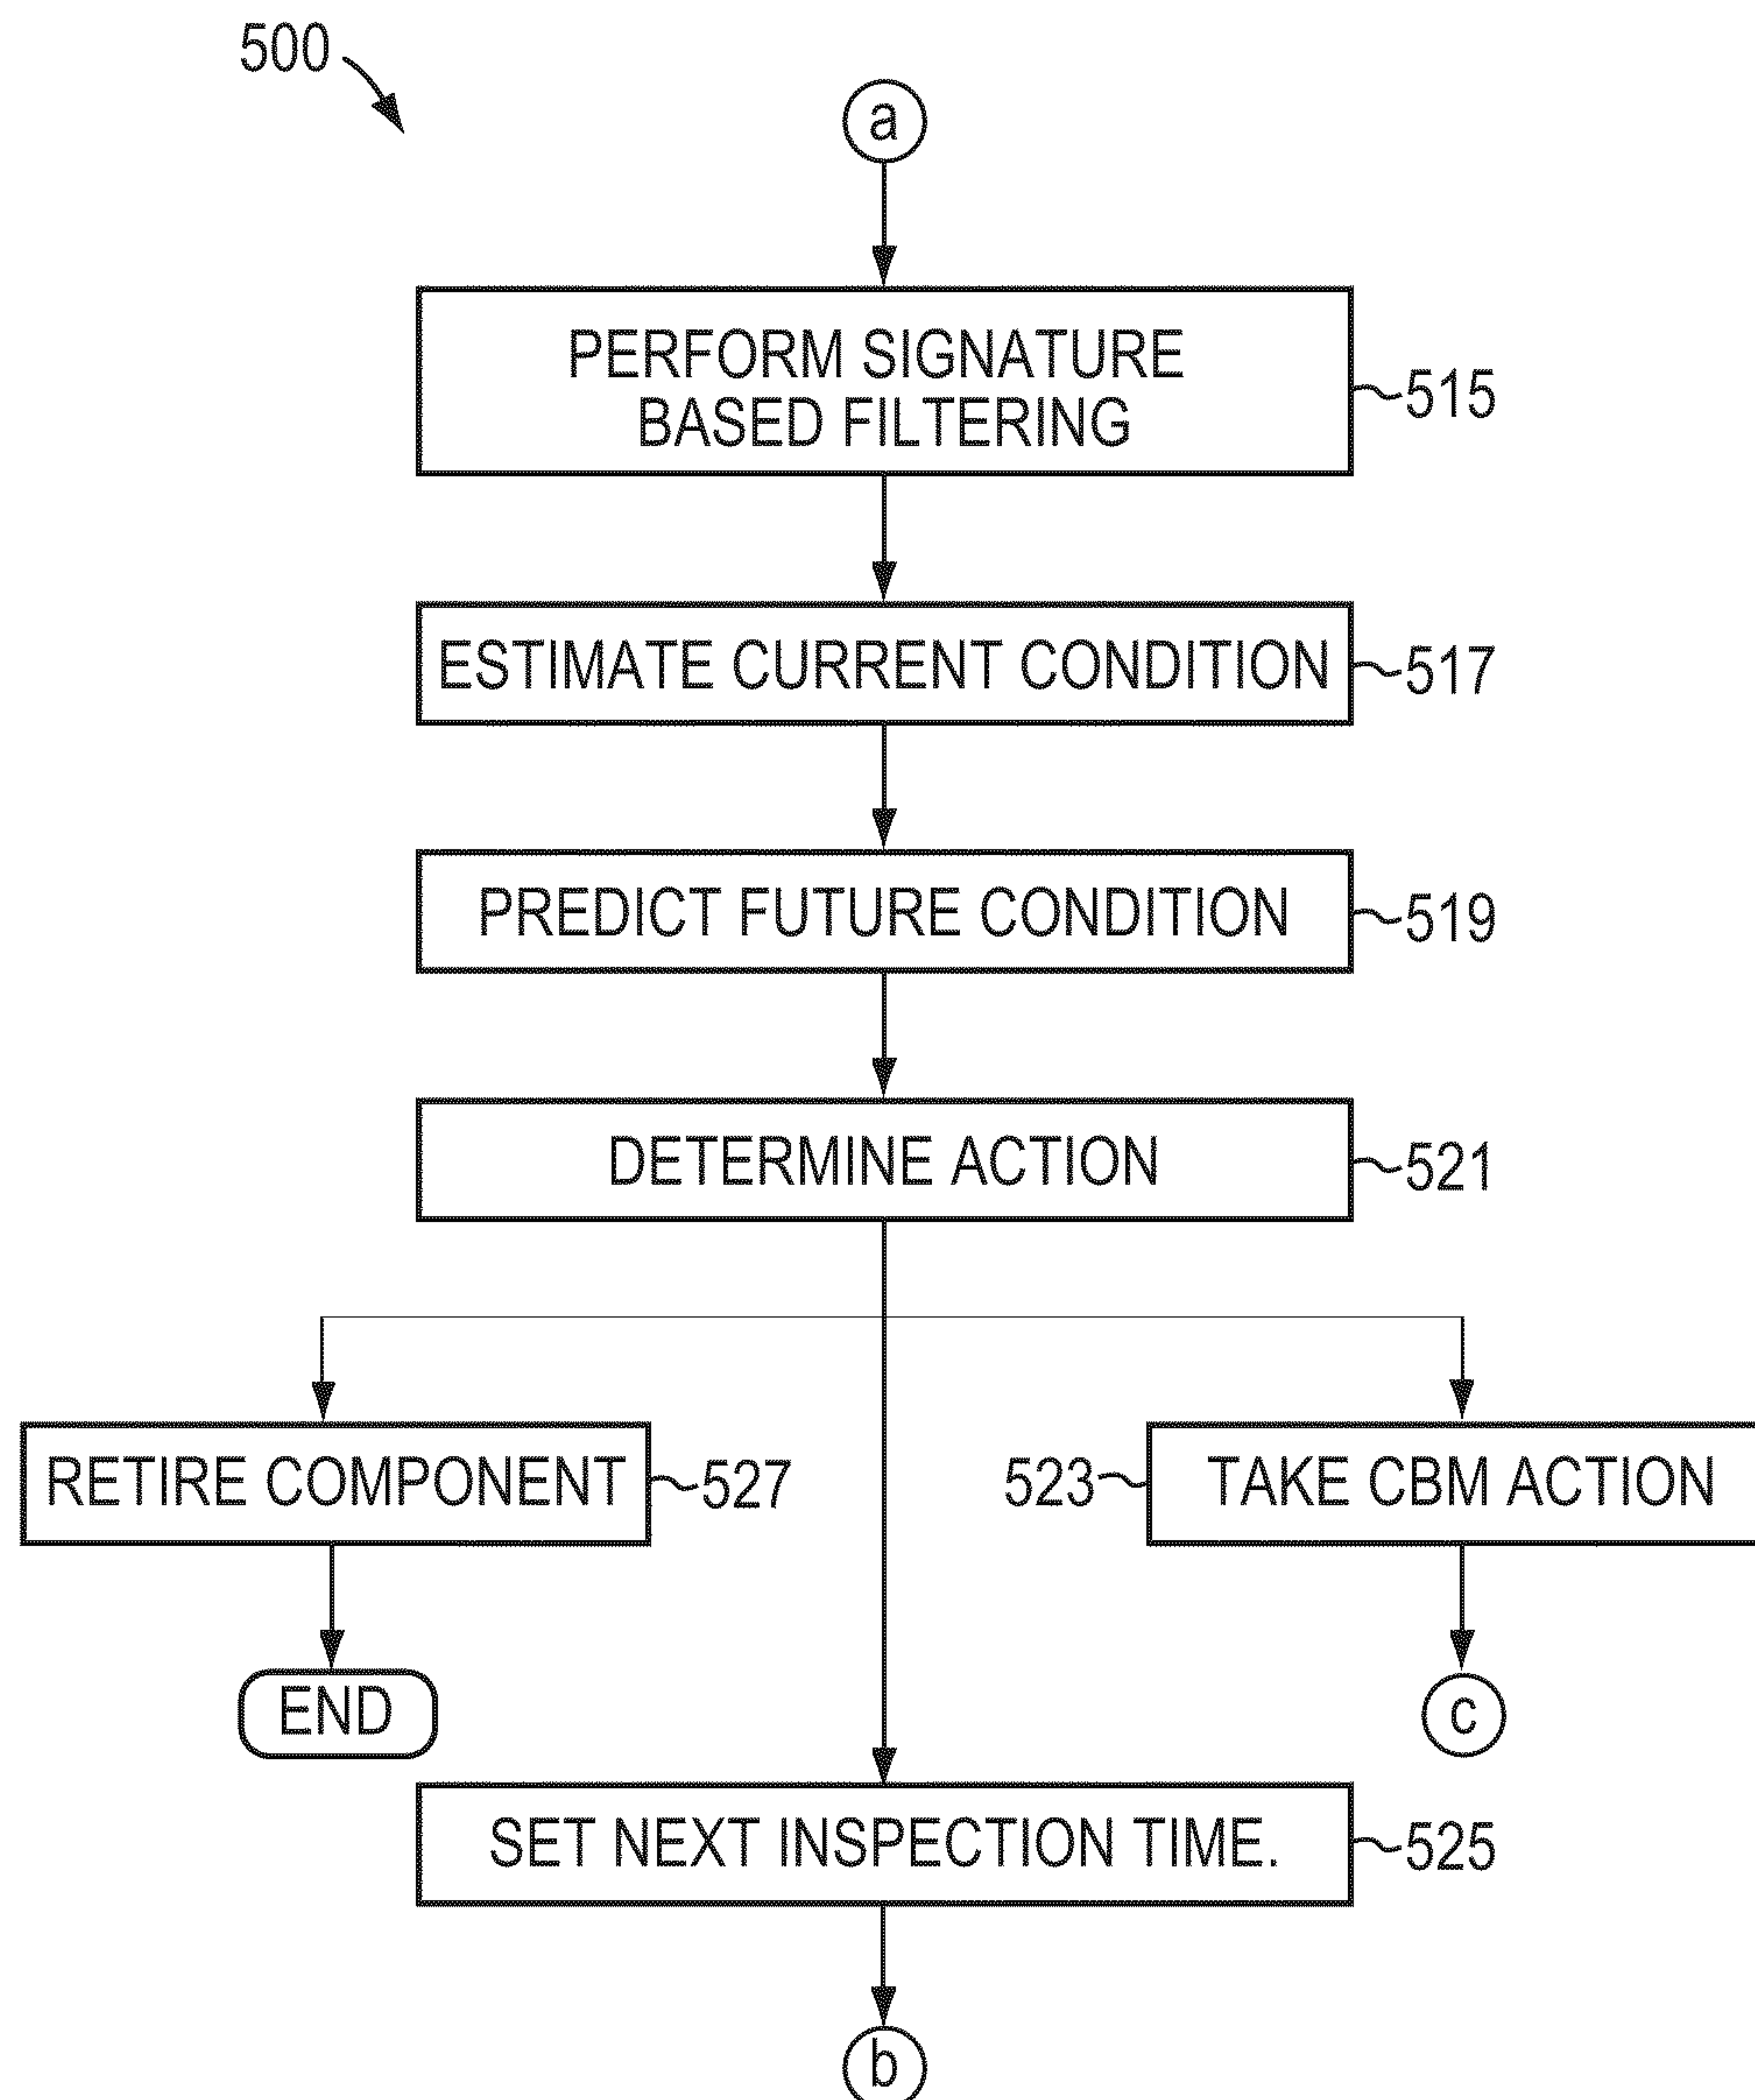 500
a
PERFORM SIGNATURE
BASED FILTERING
515
ESTIMATE CURRENT CONDITION
517
PREDICT FUTURE CONDITION
519
DETERMINE ACTION
521
RETIRE COMPONENT
527
523
TAKE CBM ACTION
END
c
SET NEXT INSPECTION TIME.
525
b